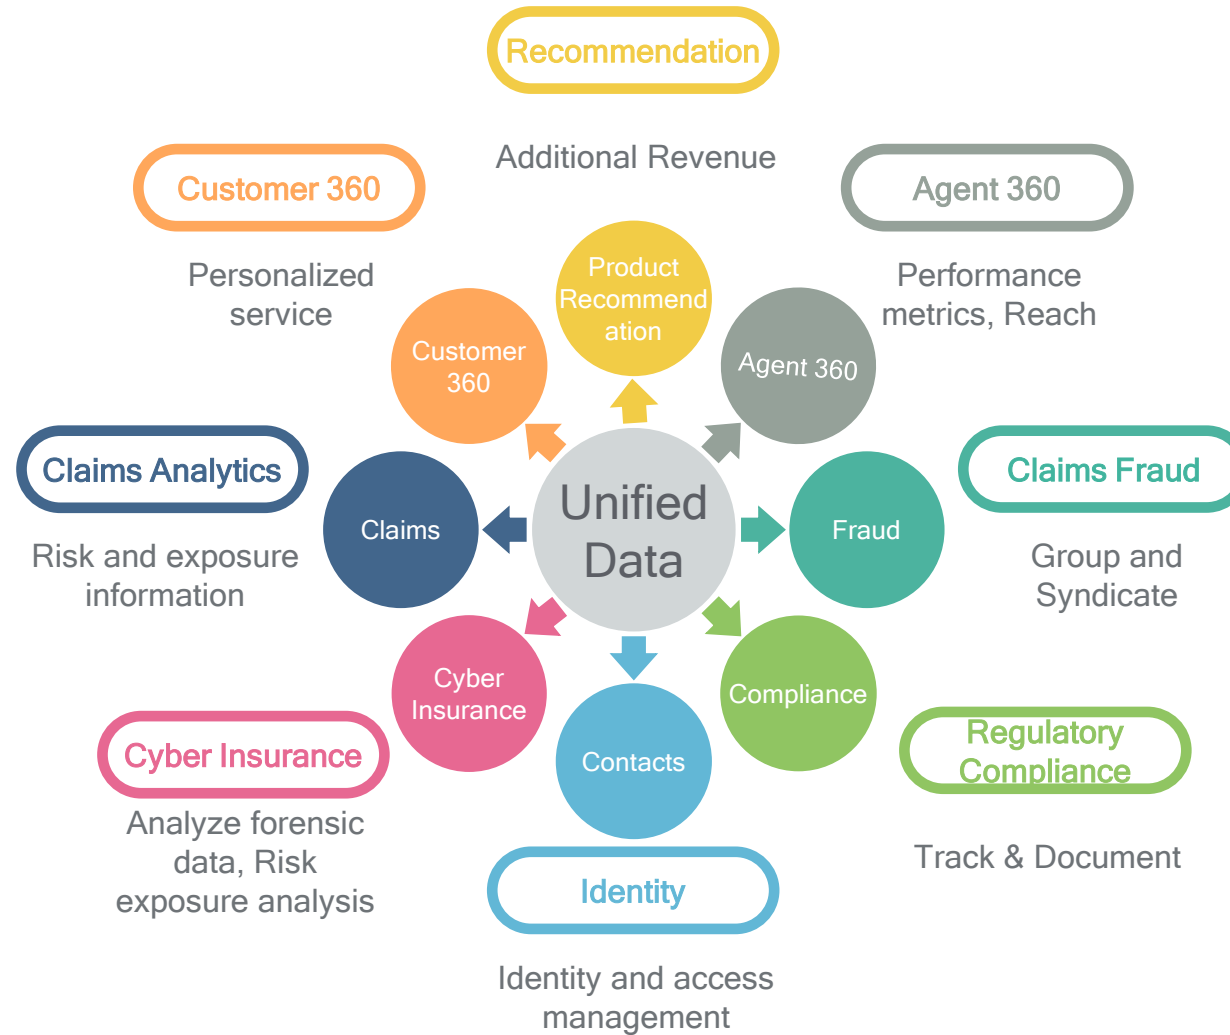 Recommendation
Additional Revenue
Customer 360
Personalized
service
Agent 360
Performance
metrics, Reach
Product
Recommend
ation
Customer
360
Agent 360
Claims Analytics
Risk and exposure
information
Claims
Unified
Data
Fraud
Claims Fraud
Group and
Syndicate
Cyber
Insurance
Contacts
Compliance
Cyber Insurance
Analyze forensic
data, Risk
exposure analysis
Regulatory
Compliance
Track & Document
Identity
Identity and access
management